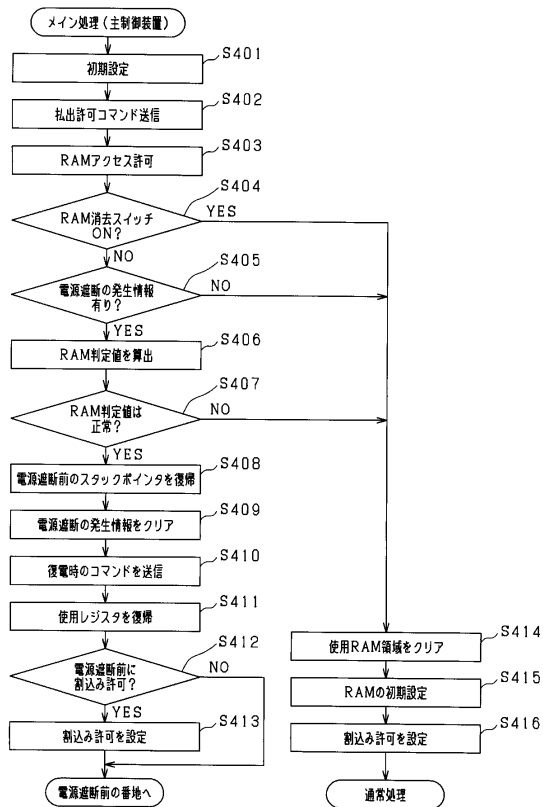 メイン処理(主制御装置)
S401
初期設定
S402
払出許可コマンド送信
S403
RAMアクセス許可
S404
RAM消去スイッチ
ON?
YES
NO
S405
電源遮断の発生情報
有り?
NO
YES
S406
RAM判定値を算出
S407
RAM判定値は
正常?
NO
YES
S408
電源遮断前のスタックポインタを復帰
S409
電源遮断の発生情報をクリア
S410
復電時のコマンドを送信
S411
使用レジスタを復帰
S412
電源遮断前に
割込み許可?
NO
YES
S413
割込み許可を設定
電源遮断前の番地へ
S414
使用RAM領域をクリア
S415
RAMの初期設定
S416
割込み許可を設定
通常処理